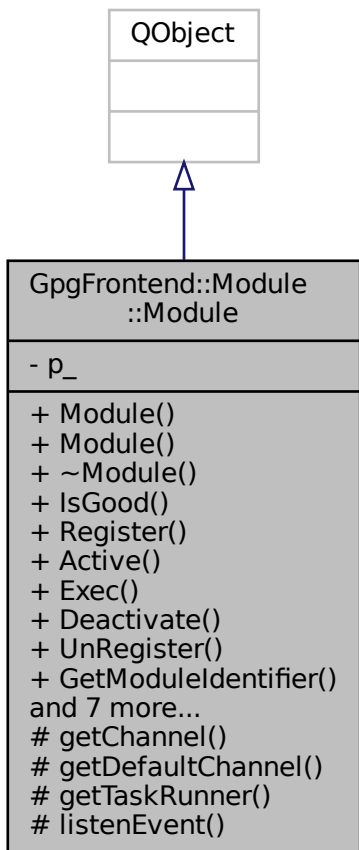 QObject
GpgFrontend::Module
::Module
- p_
+ Module()
+ Module()
+ ~Module()
+ IsGood()
+ Register()
+ Active()
+ Exec()
+ Deactivate()
+ UnRegister()
+ GetModuleIdentifier()
and 7 more...
# getChannel()
# getDefaultChannel()
# getTaskRunner()
# listenEvent()